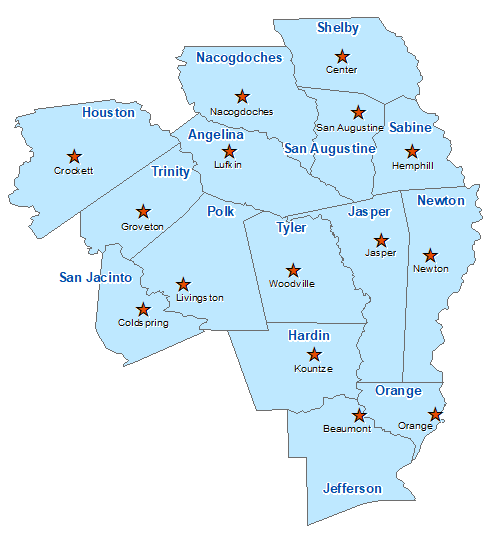 Shelby
Center
Nacogdoches
Nacogdoches
Houston
San Augustine
Sabine
Angelina
San Augustine
Lufkin
Hemphill
Crockett
Trinity
Newton
Polk
Jasper
Groveton
Tyler
Jasper
Newton
San Jacinto
Woodville
Livingston
Coldspring
Hardin
Kountze
Orange
Beaumont
Orange
Jefferson